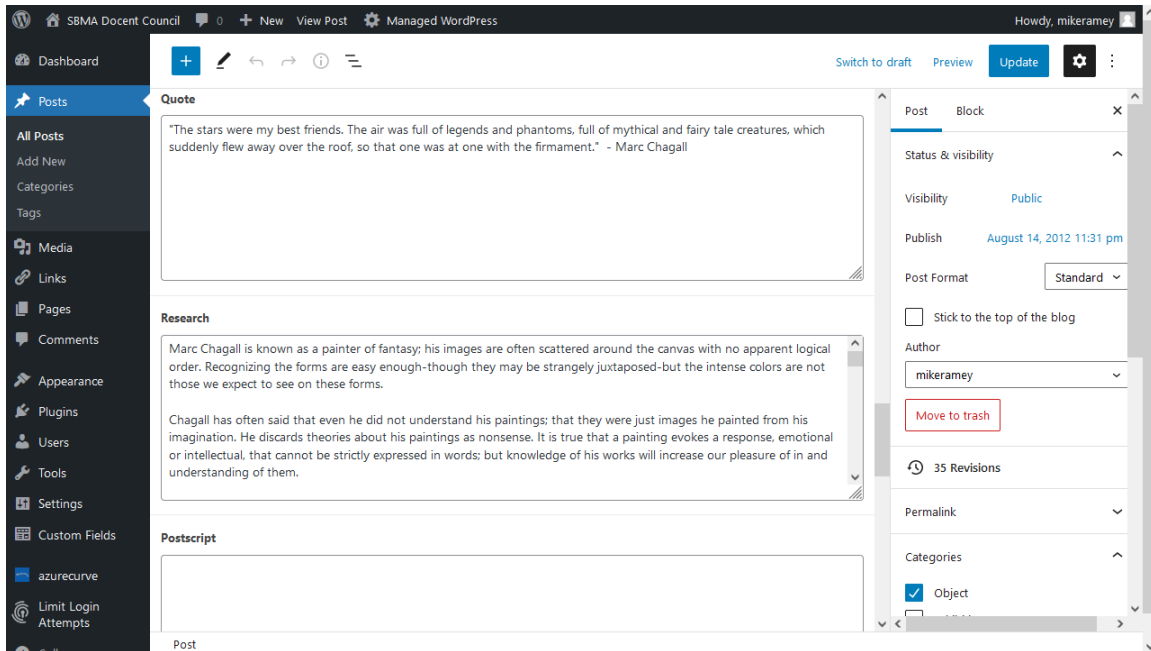 SBMA Docent Council 0 New View Post Managed WordPress Howdy, mikeramey
Dashboard
Posts
All Posts
Add New
Categories
Tags
Media
Links
Pages
Comments
Appearance
Plugins
Users
Tools
Settings
Custom Fields
azurecurve
Limit Login
Attempts
Switch to draft Preview Update
Quote
"The stars were my best friends. The air was full of legends and phantoms, full of mythical and fairy tale creatures, which
suddenly flew away over the roof, so that one was at one with the firmament." - Marc Chagall
Research
Marc Chagall is known as a painter of fantasy; his images are often scattered around the canvas with no apparent logical
order. Recognizing the forms are easy enough-though they may be strangely juxtaposed-but the intense colors are not
those we expect to see on these forms.
Chagall has often said that even he did not understand his paintings; that they were just images he painted from his
imagination. He discards theories about his paintings as nonsense. It is true that a painting evokes a response, emotional
or intellectual, that cannot be strictly expressed in words; but knowledge of his works will increase our pleasure of in and
understanding of them.
Postscript
Post
Post Block
Status & visibility
Visibility Public
Publish August 14, 2012 11:31 pm
Post Format Standard
Stick to the top of the blog
Author
mikeramey
Move to trash
35 Revisions
Permalink
Categories
Object